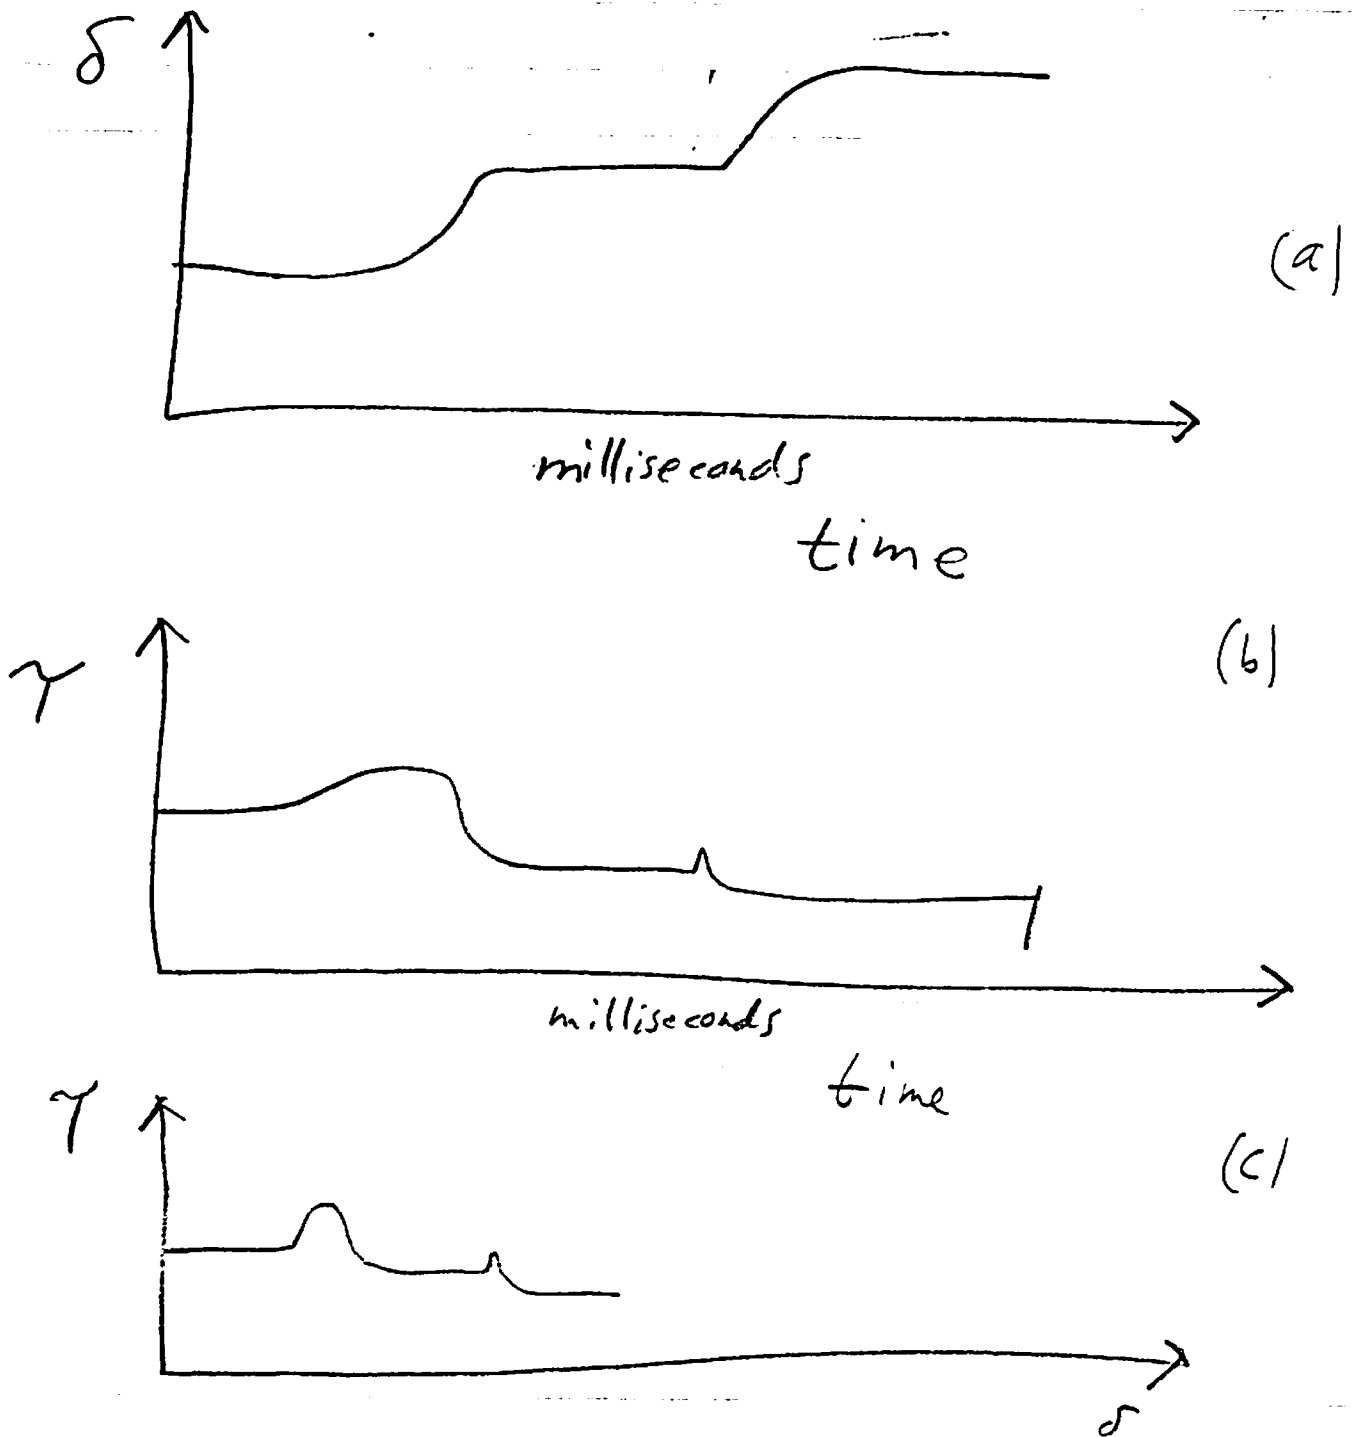 δ
(a)
milliseconds
time
(b)
γ
milliseconds
time
γ
(c)
δ